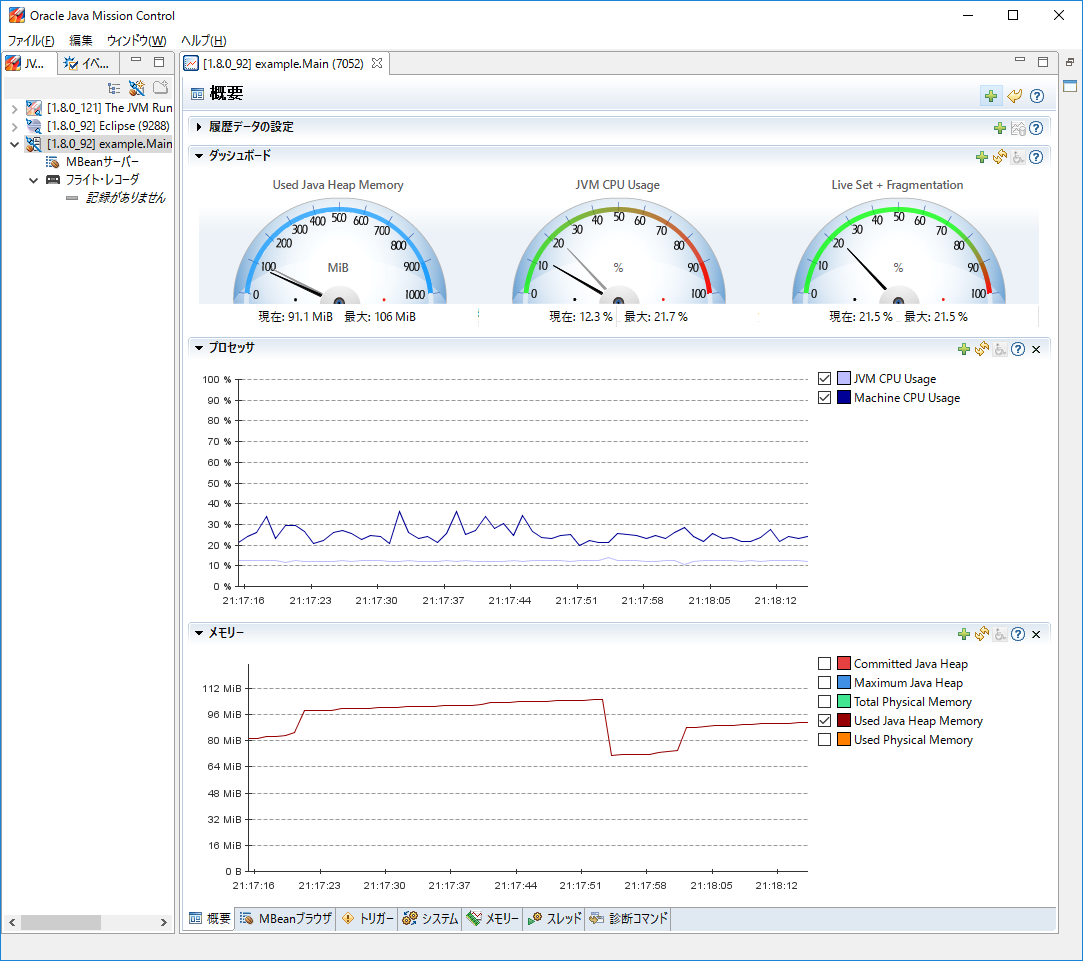 Oracle Java Mission Control
ファイル(F) 編集 ウィンドウ(W) ヘルプ(H)
JV... イベ... [1.8.0_92] example.Main (7052)
[1.8.0_121] The JVM Run
[1.8.0_92] Eclipse (9288)
[1.8.0_92] example.Main
MBeanサーバー
フライト・レコーダ
記録がありません
概要
履歴データの設定
ダッシュボード
Used Java Heap Memory
0 100 200 300 400 500 600 700 800 900 1000
MiB
現在: 91.1 MiB 最大: 106 MiB
JVM CPU Usage
0 10 20 30 40 50 60 70 80 90 100
%
現在: 12.3 % 最大: 21.7 %
Live Set + Fragmentation
0 10 20 30 40 50 60 70 80 90 100
%
現在: 21.5 % 最大: 21.5 %
プロセッサ
100 %
90 %
80 %
70 %
60 %
50 %
40 %
30 %
20 %
10 %
0 %
21:17:16 21:17:23 21:17:30 21:17:37 21:17:44 21:17:51 21:17:58 21:18:05 21:18:12
JVM CPU Usage
Machine CPU Usage
メモリー
112 MiB
96 MiB
80 MiB
64 MiB
48 MiB
32 MiB
16 MiB
0 B
21:17:16 21:17:23 21:17:30 21:17:37 21:17:44 21:17:51 21:17:58 21:18:05 21:18:12
Committed Java Heap
Maximum Java Heap
Total Physical Memory
Used Java Heap Memory
Used Physical Memory
概要 MBeanブラウザ トリガー システム メモリー スレッド 診断コマンド